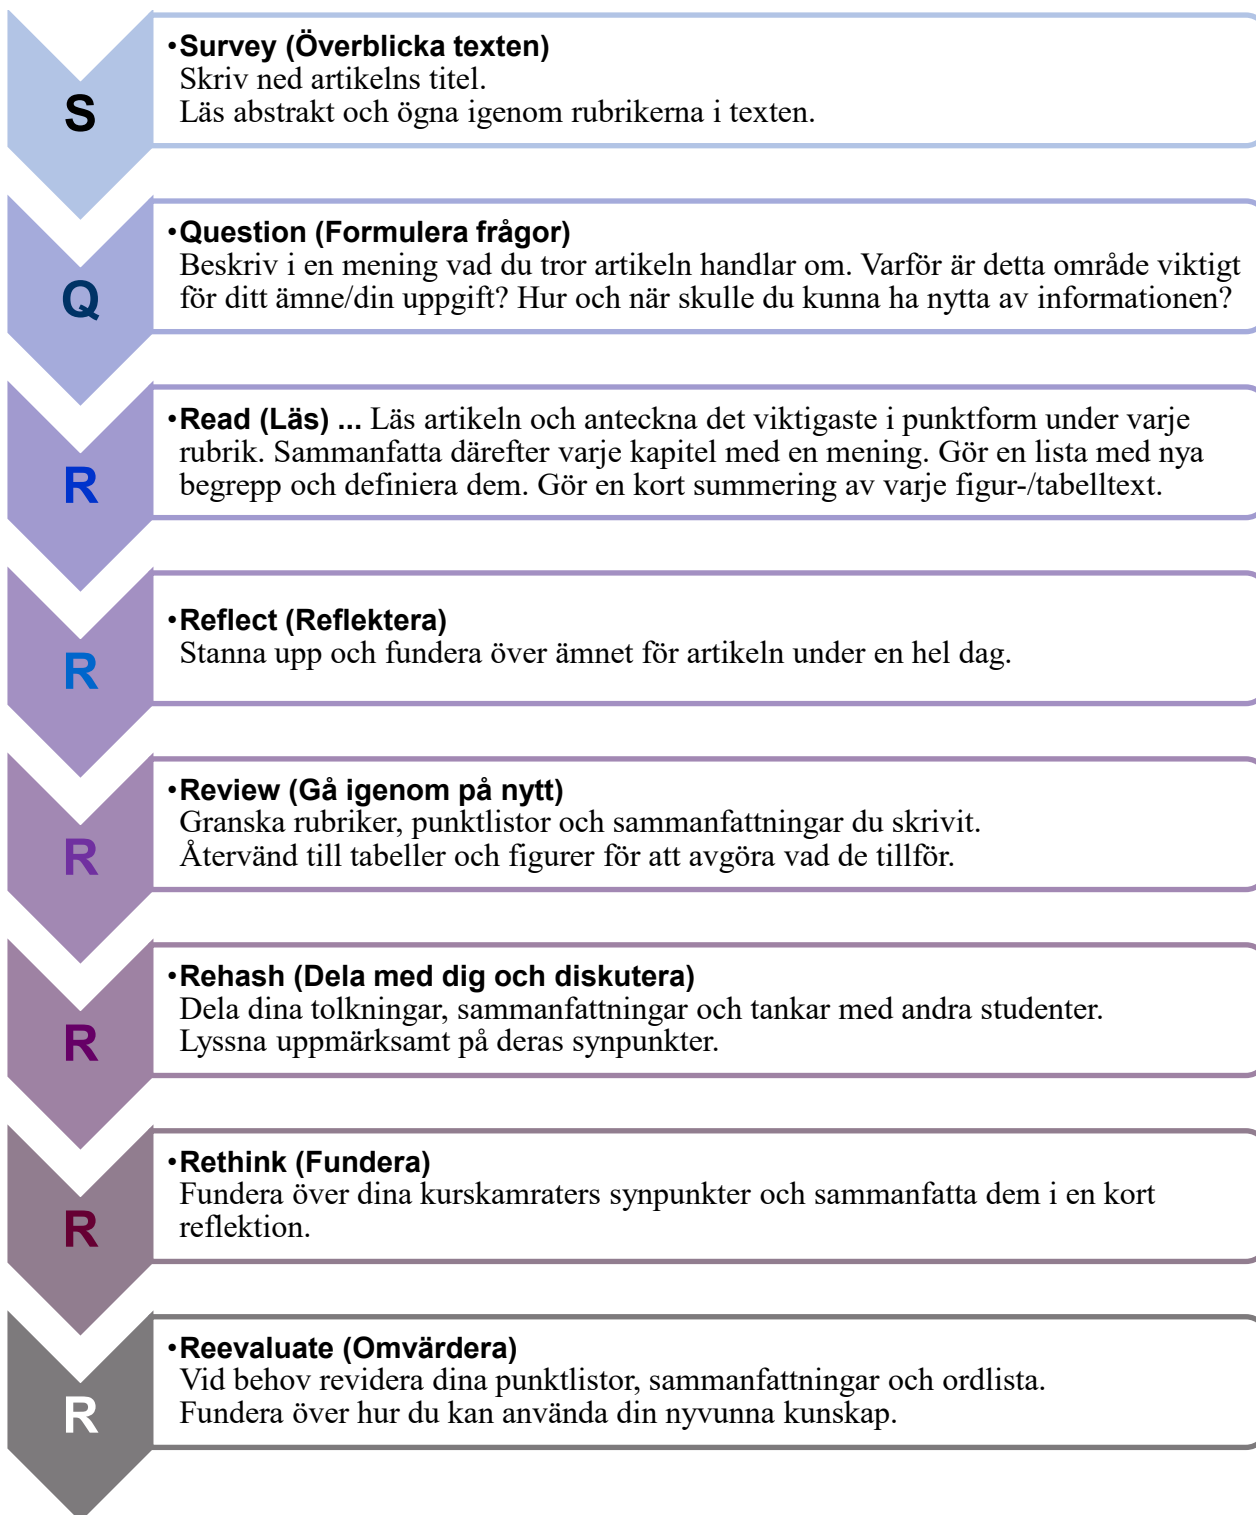 S
•Survey (Överblicka texten)
Skriv ned artikelns titel.
Läs abstrakt och ögna igenom rubrikerna i texten.
Q
•Question (Formulera frågor)
Beskriv i en mening vad du tror artikeln handlar om. Varför är detta område viktigt
för ditt ämne/din uppgift? Hur och när skulle du kunna ha nytta av informationen?
R
•Read (Läs) ... Läs artikeln och anteckna det viktigaste i punktform under varje
rubrik. Sammanfatta därefter varje kapitel med en mening. Gör en lista med nya
begrepp och definiera dem. Gör en kort summering av varje figur-/tabelltext.
R
•Reflect (Reflektera)
Stanna upp och fundera över ämnet för artikeln under en hel dag.
R
•Review (Gå igenom på nytt)
Granska rubriker, punktlistor och sammanfattningar du skrivit.
Återvänd till tabeller och figurer för att avgöra vad de tillför.
R
•Rehash (Dela med dig och diskutera)
Dela dina tolkningar, sammanfattningar och tankar med andra studenter.
Lyssna uppmärksamt på deras synpunkter.
R
•Rethink (Fundera)
Fundera över dina kurskamraters synpunkter och sammanfatta dem i en kort
reflektion.
R
•Reevaluate (Omvärdera)
Vid behov revidera dina punktlistor, sammanfattningar och ordlista.
Fundera över hur du kan använda din nyvunna kunskap.